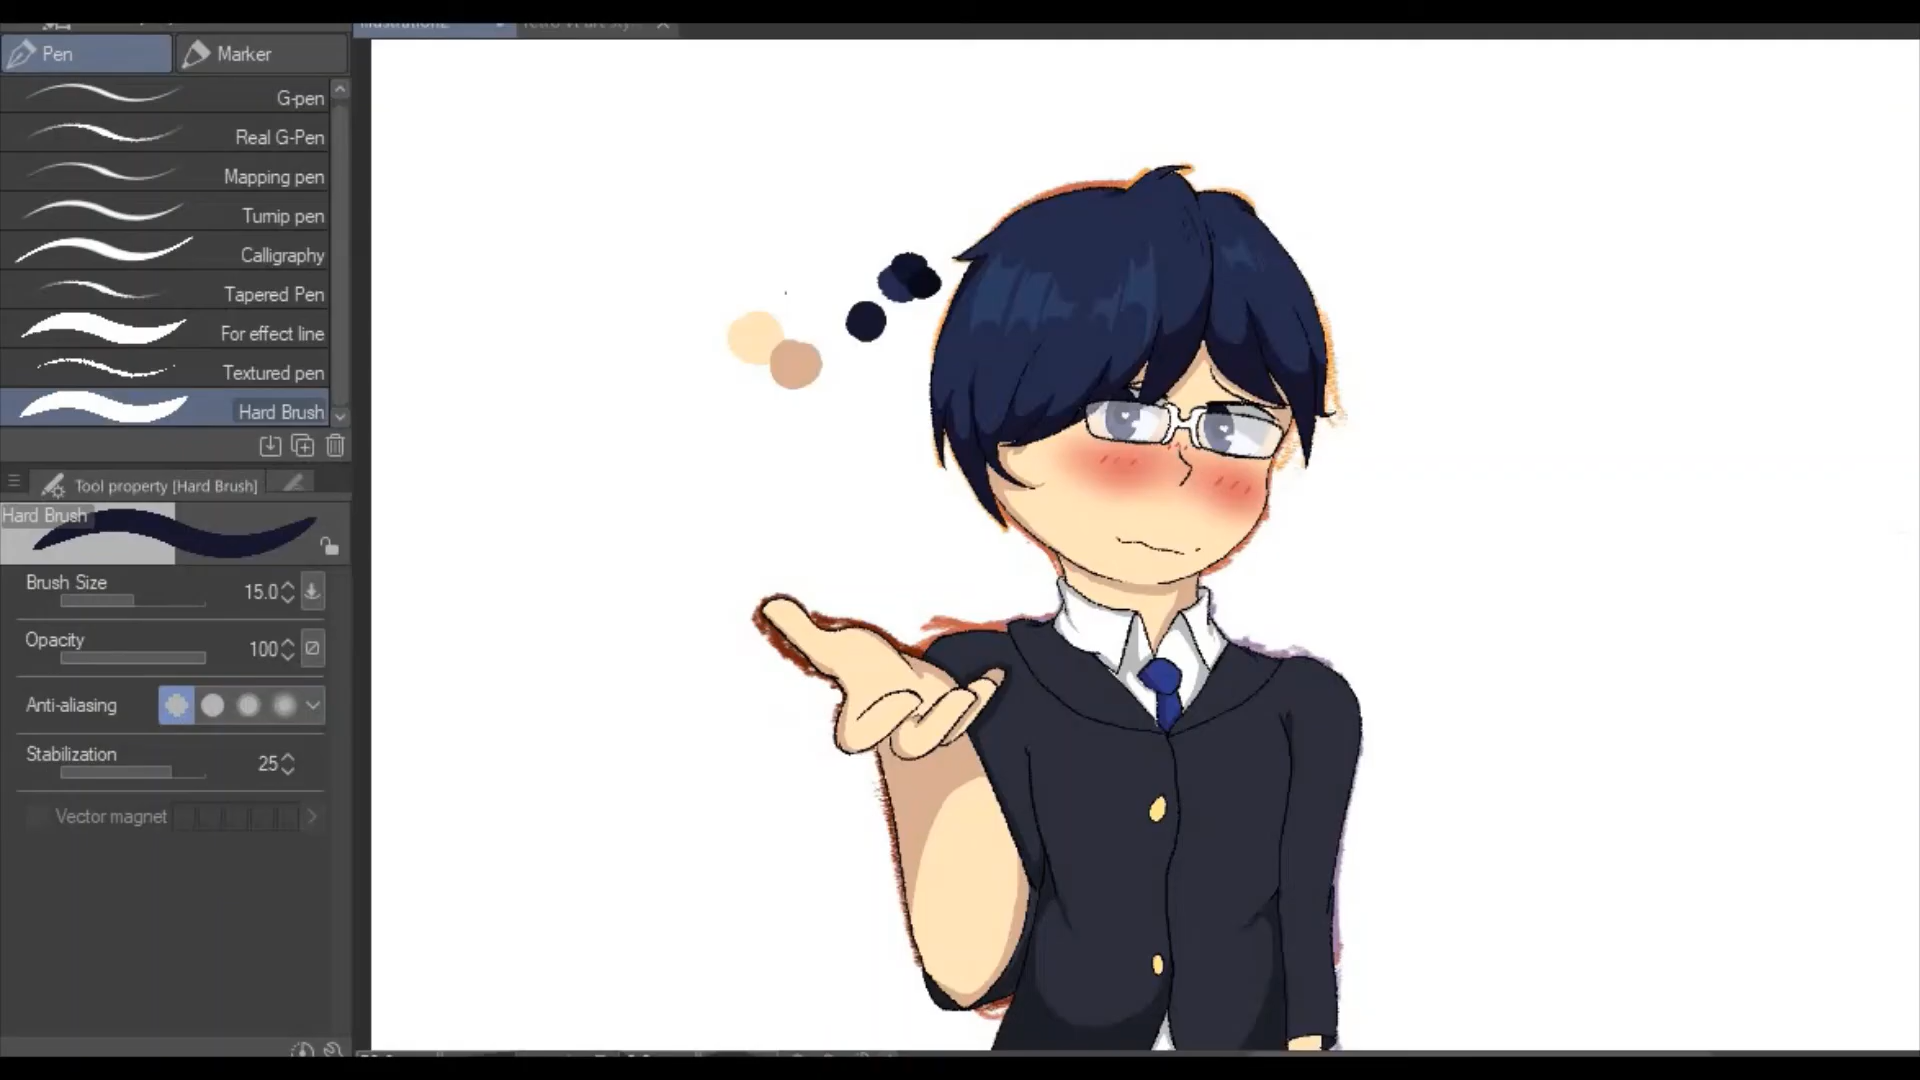 Pen
Marker
G-pen
Real G-Pen
Mapping pen
Turnip pen
Calligraphy
Tapered Pen
For effect line
Textured pen
Hard Brush
Tool property [Hard Brush]
Hard Brush
Brush Size 15.0
Opacity 100
Anti-aliasing
Stabilization 25
Vector magnet